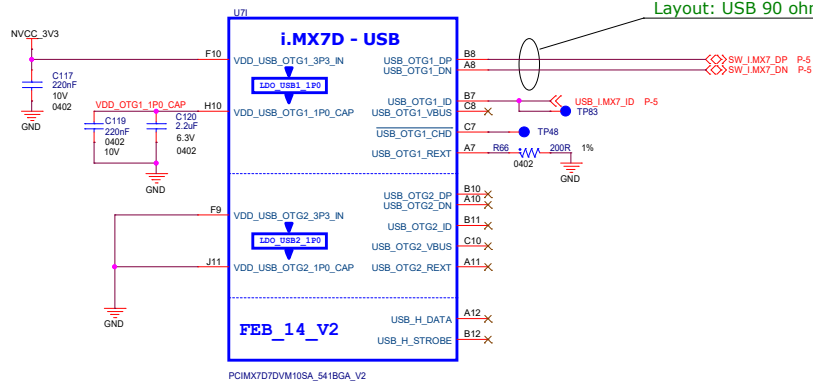 Layout: USB 90 ohr
U7I
NVCC_3V3
i.MX7D - USB
F10
VDD_USB_OTG1_3P3_IN
USB_OTG1_DP
B8
SW_I.MX7_DP P-5
USB_OTG1_DN
A8
SW_I.MX7_DN P-5
LDO_USB1_1P0
C117
220nF
10V
0402
GND
VDD_OTG1_1P0_CAP
H10
VDD_USB_OTG1_1P0_CAP
USB_OTG1_ID
B7
USB_I.MX7_ID P-5
USB_OTG1_VBUS
C8
TP83
C119
220nF
0402
10V
C120
2.2uF
6.3V
0402
GND
USB_OTG1_CHD
C7
TP48
USB_OTG1_REXT
A7
R66
200R
1%
0402
GND
USB_OTG2_DP
B10
USB_OTG2_DN
A10
F9
VDD_USB_OTG2_3P3_IN
USB_OTG2_ID
B11
LDO_USB2_1P0
USB_OTG2_VBUS
C10
J11
VDD_USB_OTG2_1P0_CAP
USB_OTG2_REXT
A11
GND
FEB_14_V2
USB_H_DATA
A12
USB_H_STROBE
B12
PCIMX7D7DVM10SA_541BGA_V2